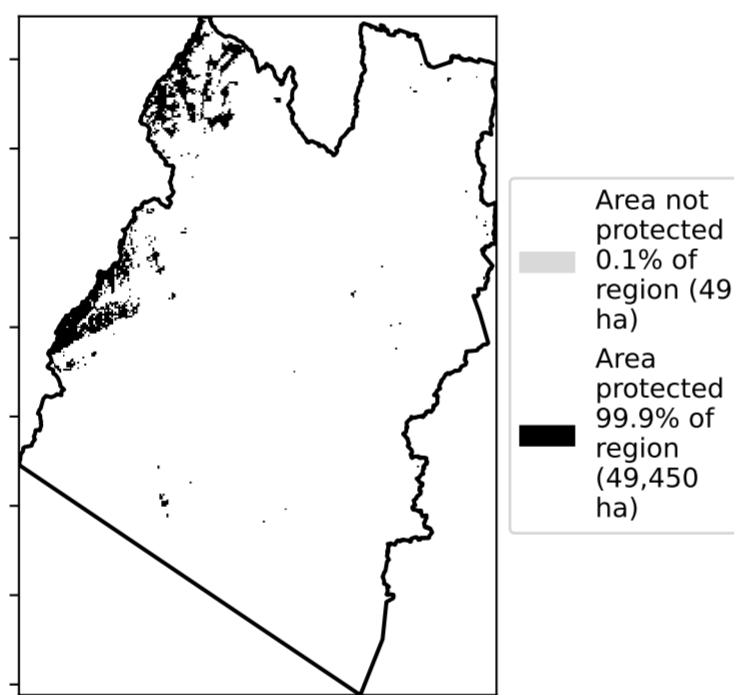 Area not
protected
0.1% of
region (49
ha)
Area
protected
99.9% of
region
(49,450
ha)